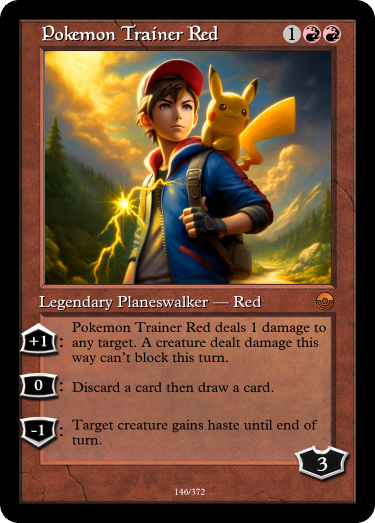 Pokemon Trainer Red 1
Legendary Planeswalker — Red
+1: Pokemon Trainer Red deals 1 damage to
any target. A creature dealt damage this
way can't block this turn.
0: Discard a card then draw a card.
-1: Target creature gains haste until end of
turn.
3
146/372